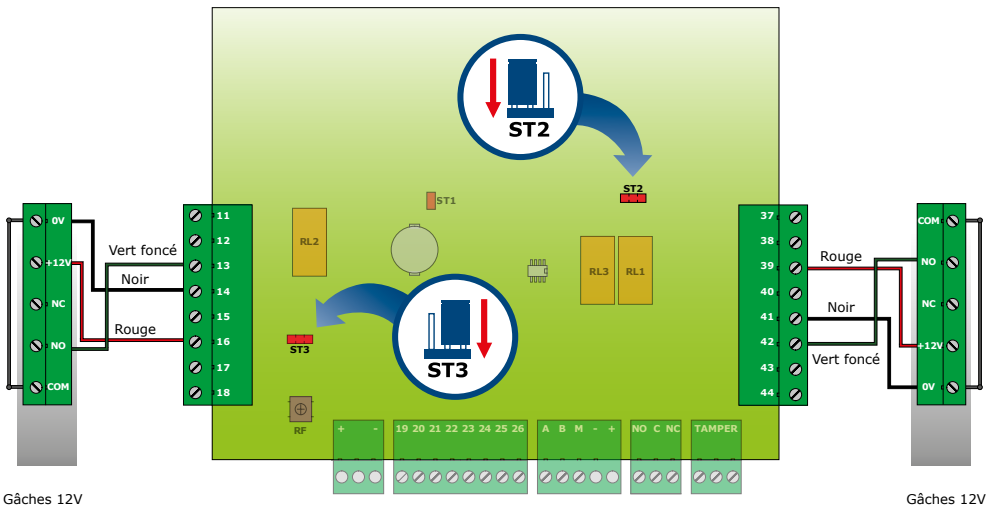 ST2
ST2
ST1
RL2
RL3 RL1
ST3
ST3
RF
0V
+12V
NC
NO
COM
Vert foncé
Noir
Rouge
11
12
13
14
15
16
17
18
37
38
39
40
41
42
43
44
Rouge
Noir
Vert foncé
COM
NO
NC
+12V
0V
+ -
19 20 21 22 23 24 25 26
A B M - +
NO C NC
TAMPER
Gâches 12V
Gâches 12V